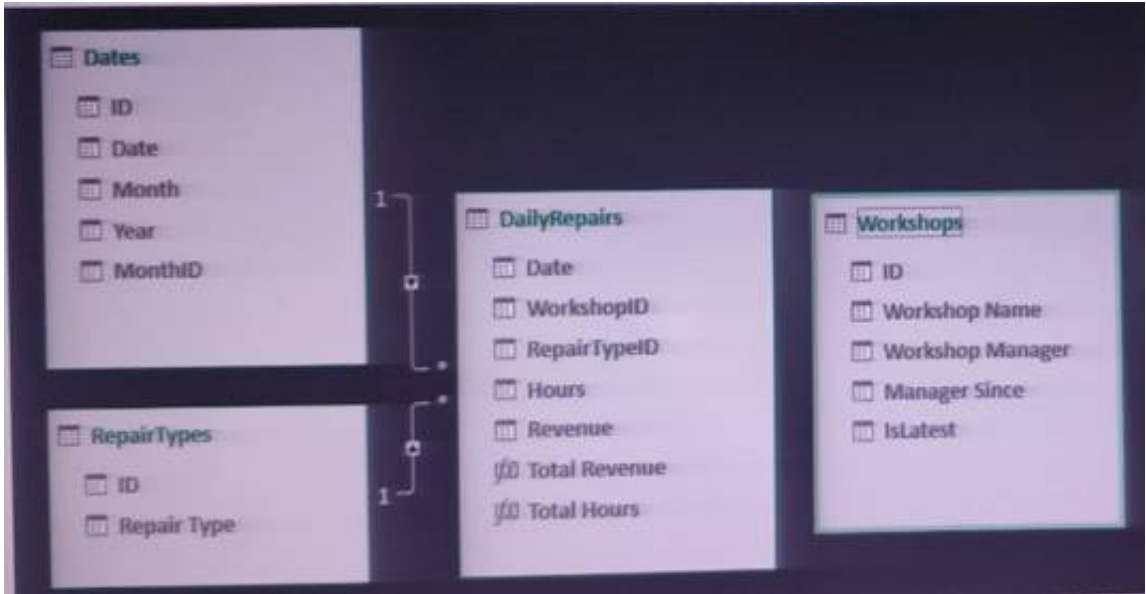 Dates
ID
Date
Month
Year
MonthID
1
*
RepairTypes
ID
Repair Type
1
*
DailyRepairs
Date
WorkshopID
RepairTypeID
Hours
Revenue
Total Revenue
Total Hours
Workshops
ID
Workshop Name
Workshop Manager
Manager Since
IsLatest